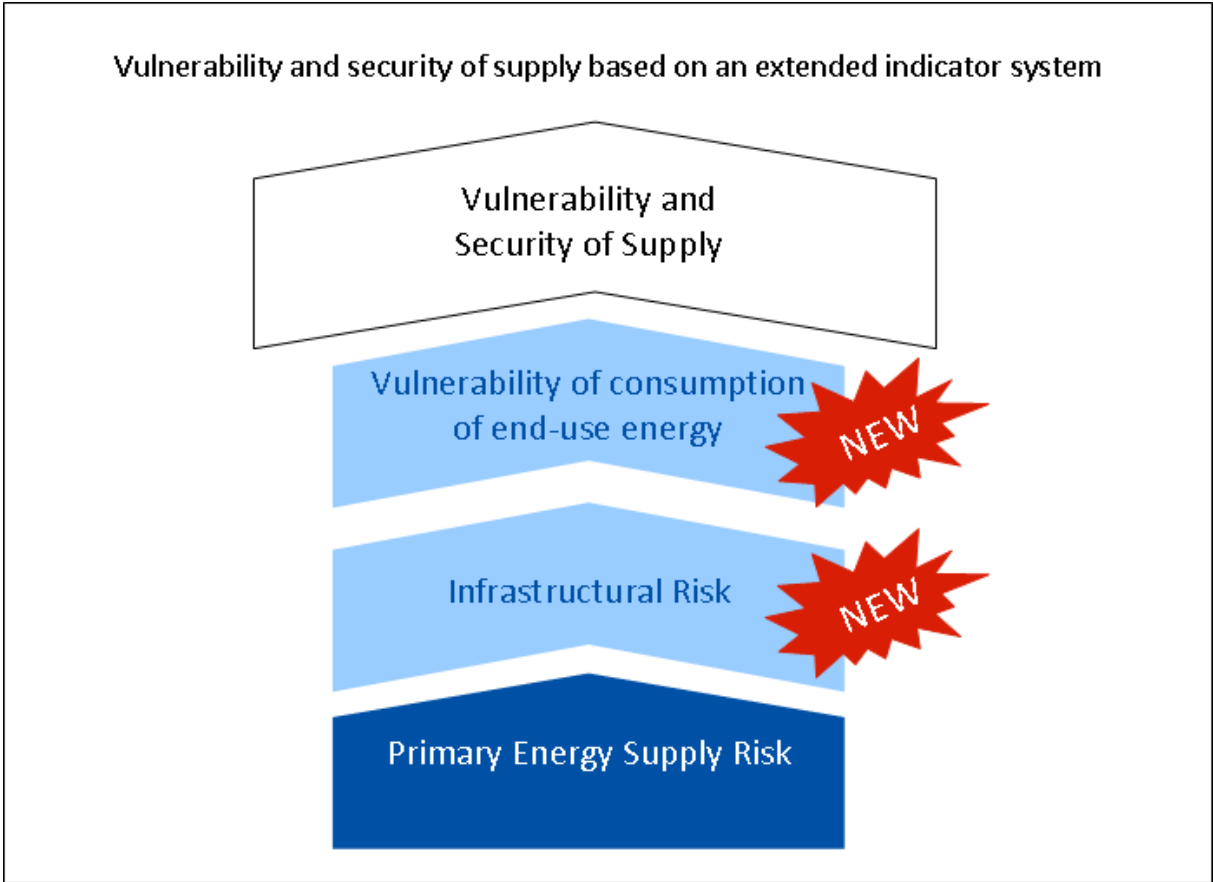 Vulnerability and security of supply based on an extended indicator system
Vulnerability and
Security of Supply
Vulnerability of consumption
of end-use energy
NEW
Infrastructural Risk
NEW
Primary Energy Supply Risk